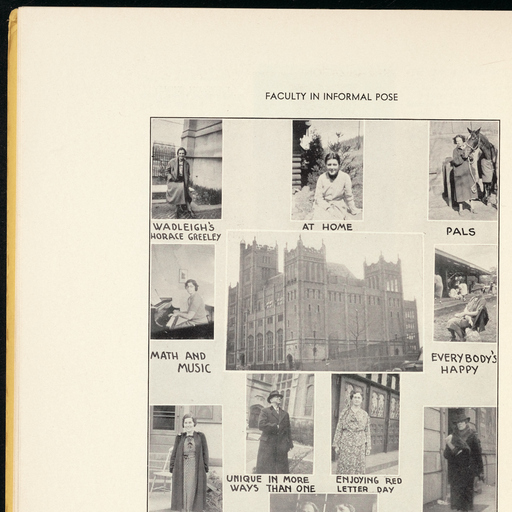 FACULTY IN INFORMAL POSE
WADLEIGH'S
HORACE GREELEY
AT HOME
PALS
MATH AND
MUSIC
EVERYBODY'S
HAPPY
UNIQUE IN MORE
WAYS THAN ONE
ENJOYING RED
LETTER DAY